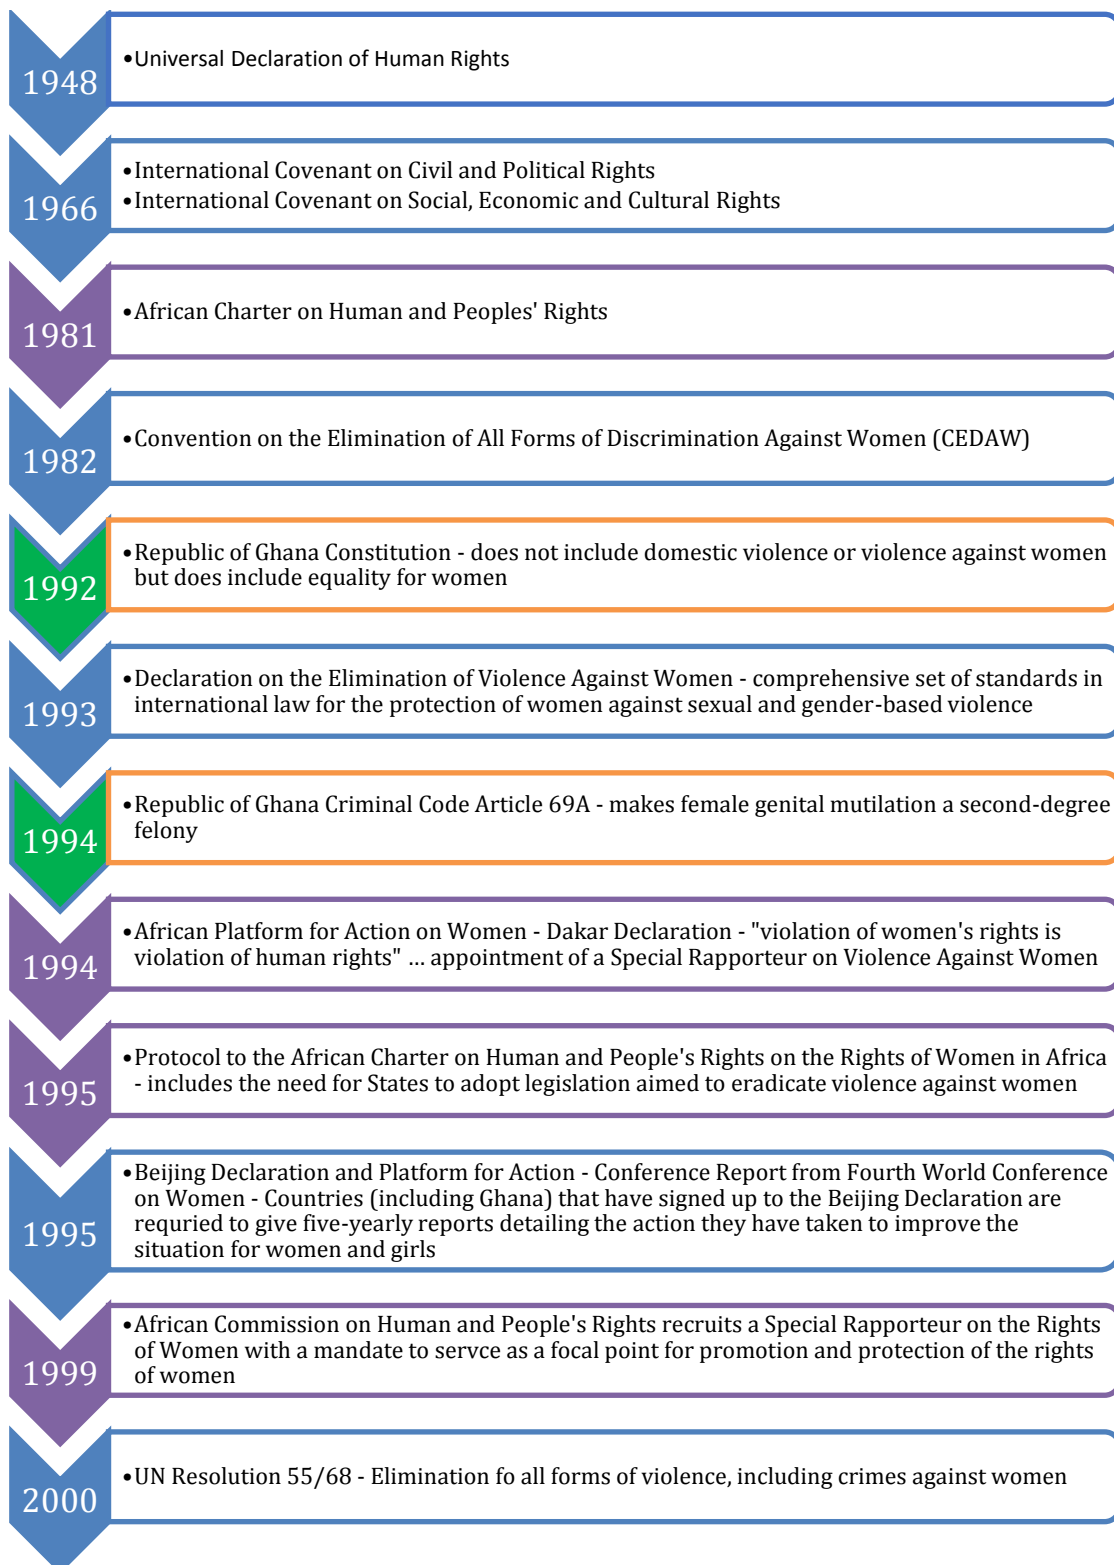 1948
•Universal Declaration of Human Rights
1966
•International Covenant on Civil and Political Rights
•International Covenant on Social, Economic and Cultural Rights
1981
•African Charter on Human and Peoples' Rights
1982
•Convention on the Elimination of All Forms of Discrimination Against Women (CEDAW)
1992
•Republic of Ghana Constitution - does not include domestic violence or violence against women
but does include equality for women
1993
•Declaration on the Elimination of Violence Against Women - comprehensive set of standards in
international law for the protection of women against sexual and gender-based violence
1994
•Republic of Ghana Criminal Code Article 69A - makes female genital mutilation a second-degree
felony
1994
•African Platform for Action on Women - Dakar Declaration - "violation of women's rights is
violation of human rights" ... appointment of a Special Rapporteur on Violence Against Women
1995
•Protocol to the African Charter on Human and People's Rights on the Rights of Women in Africa
- includes the need for States to adopt legislation aimed to eradicate violence against women
1995
•Beijing Declaration and Platform for Action - Conference Report from Fourth World Conference
on Women - Countries (including Ghana) that have signed up to the Beijing Declaration are
requried to give five-yearly reports detailing the action they have taken to improve the
situation for women and girls
1999
•African Commission on Human and People's Rights recruits a Special Rapporteur on the Rights
of Women with a mandate to servce as a focal point for promotion and protection of the rights
of women
2000
•UN Resolution 55/68 - Elimination fo all forms of violence, including crimes against women